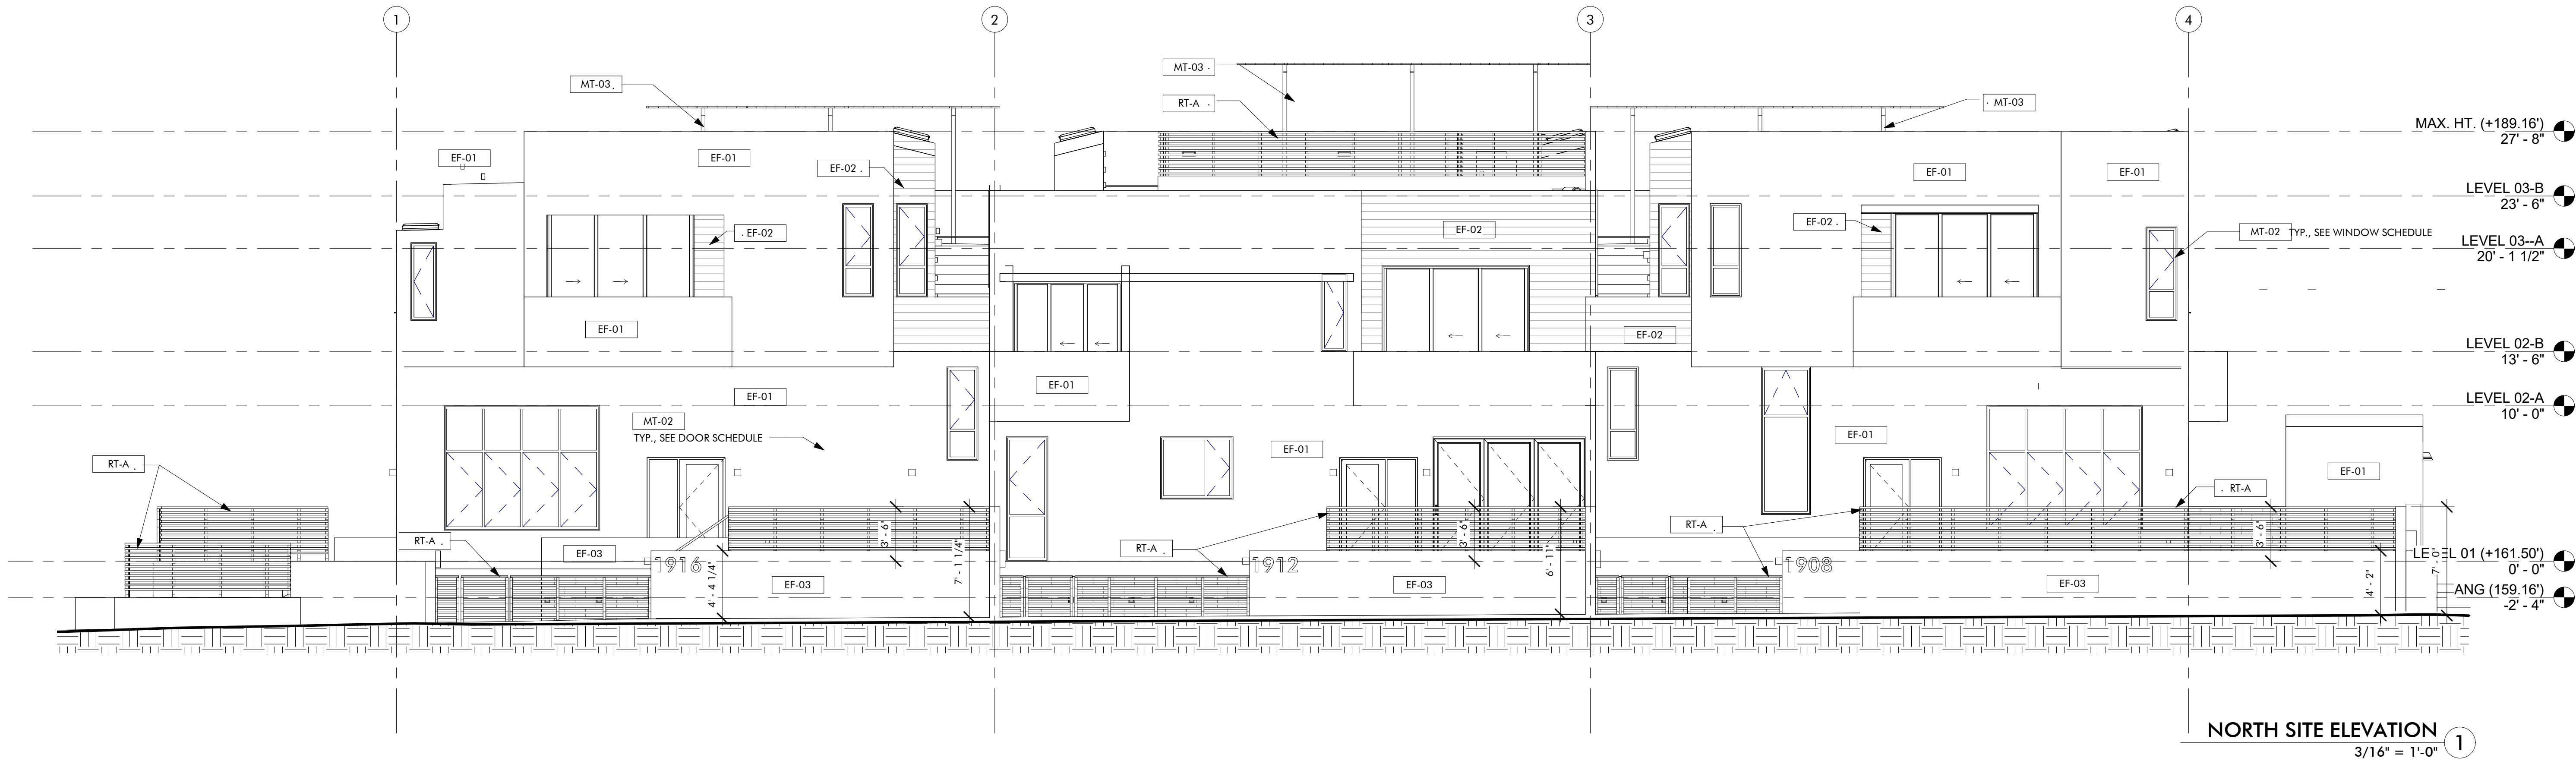 1
2
3
4
MT-03
RT-A
MT-03
MT-03
MAX. HT. (+189.16')
27' - 8"
EF-01
EF-01
EF-02
EF-01
EF-01
LEVEL 03-B
23' - 6"
EF-02
EF-02
EF-02
MT-02 TYP., SEE WINDOW SCHEDULE
LEVEL 03--A
20' - 1 1/2"
EF-01
EF-02
LEVEL 02-B
13' - 6"
EF-01
EF-01
LEVEL 02-A
10' - 0"
MT-02
TYP., SEE DOOR SCHEDULE
EF-01
EF-01
RT-A
EF-01
RT-A
RT-A
EF-03
3' - 6"
7' - 1 1/4"
RT-A
3' - 6"
6' - 11"
RT-A
3' - 6"
1916
4' - 4 1/4"
EF-03
1912
EF-03
1908
EF-03
4' - 2"
LEVEL 01 (+161.50')
0' - 0"
ANG (159.16')
-2' - 4"
NORTH SITE ELEVATION
3/16" = 1'-0"
1